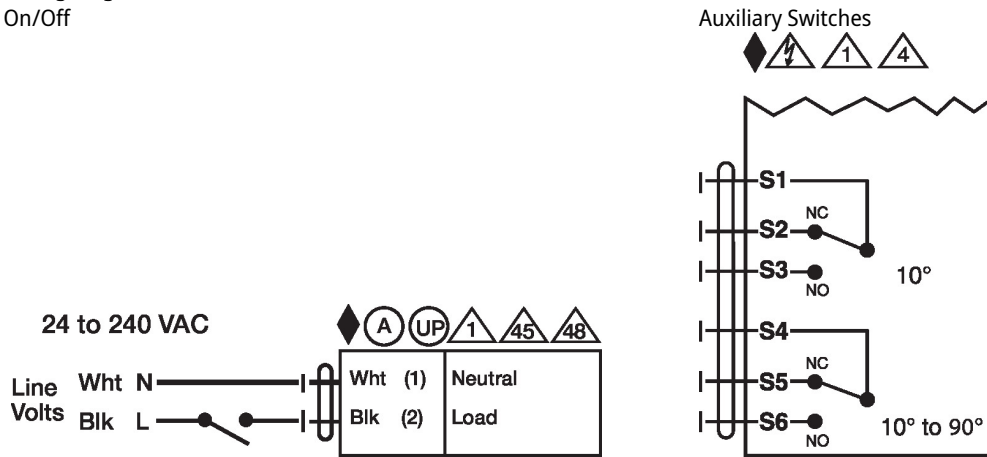 On/Off
24 to 240 VAC
A UP 1 45 48
Line Volts
Wht N
Blk L
Wht (1) Neutral
Blk (2) Load
Auxiliary Switches
1 4
S1
S2 NC
S3 NO
10°
S4
S5 NC
S6 NO
10° to 90°